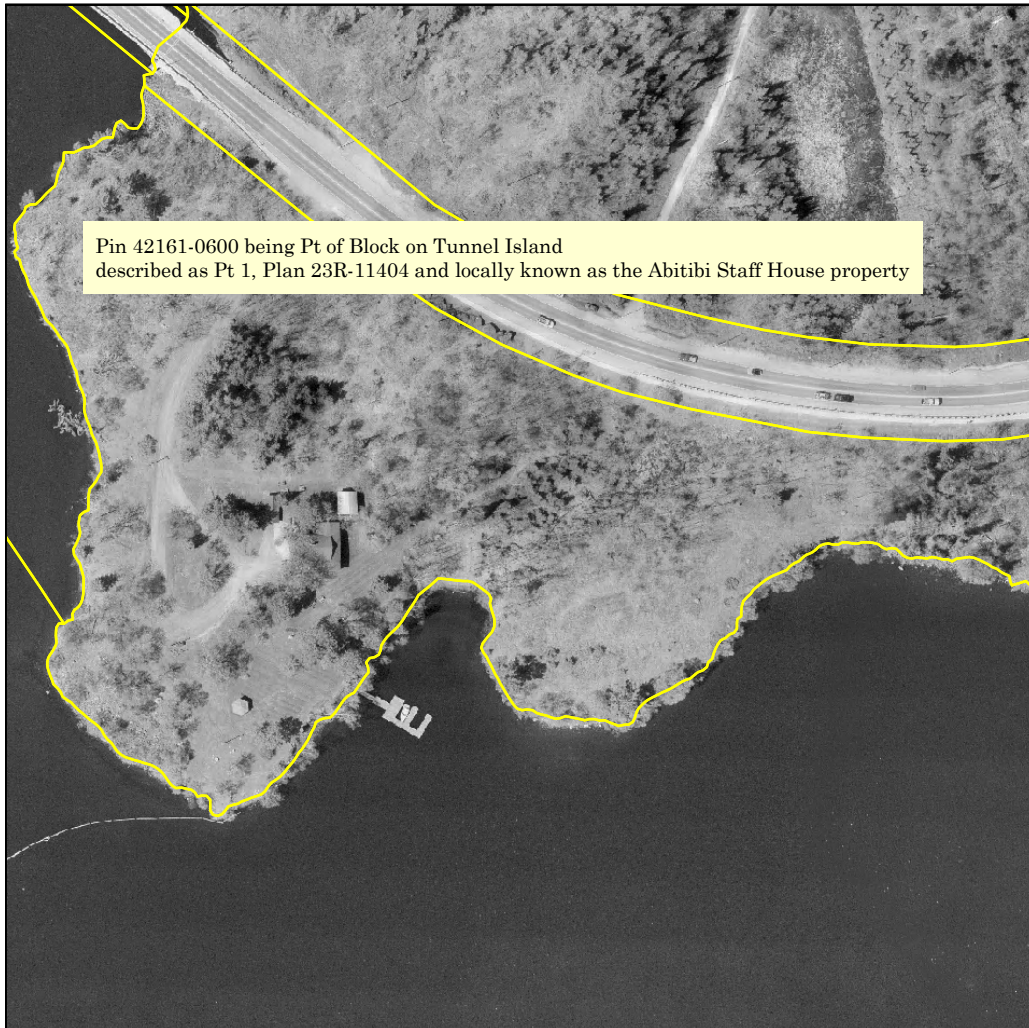 Pin 42161-0600 being Pt of Block on Tunnel Island
described as Pt 1, Plan 23R-11404 and locally known as the Abitibi Staff House property